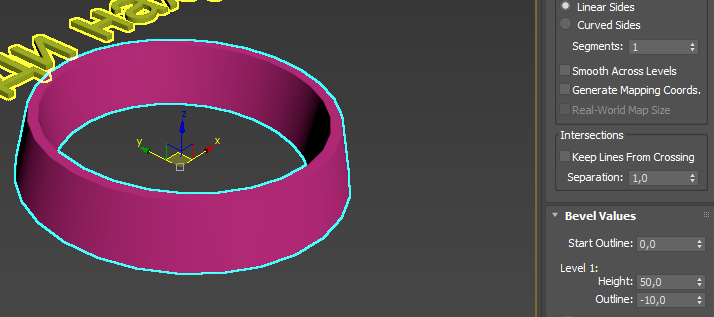 Linear Sides
Curved Sides
Segments: 1
Smooth Across Levels
Generate Mapping Coords.
Real-World Map Size
Intersections
Keep Lines From Crossing
Separation: 1,0
Bevel Values
Start Outline: 0,0
Level 1:
Height: 50,0
Outline: -10,0
z
y
x